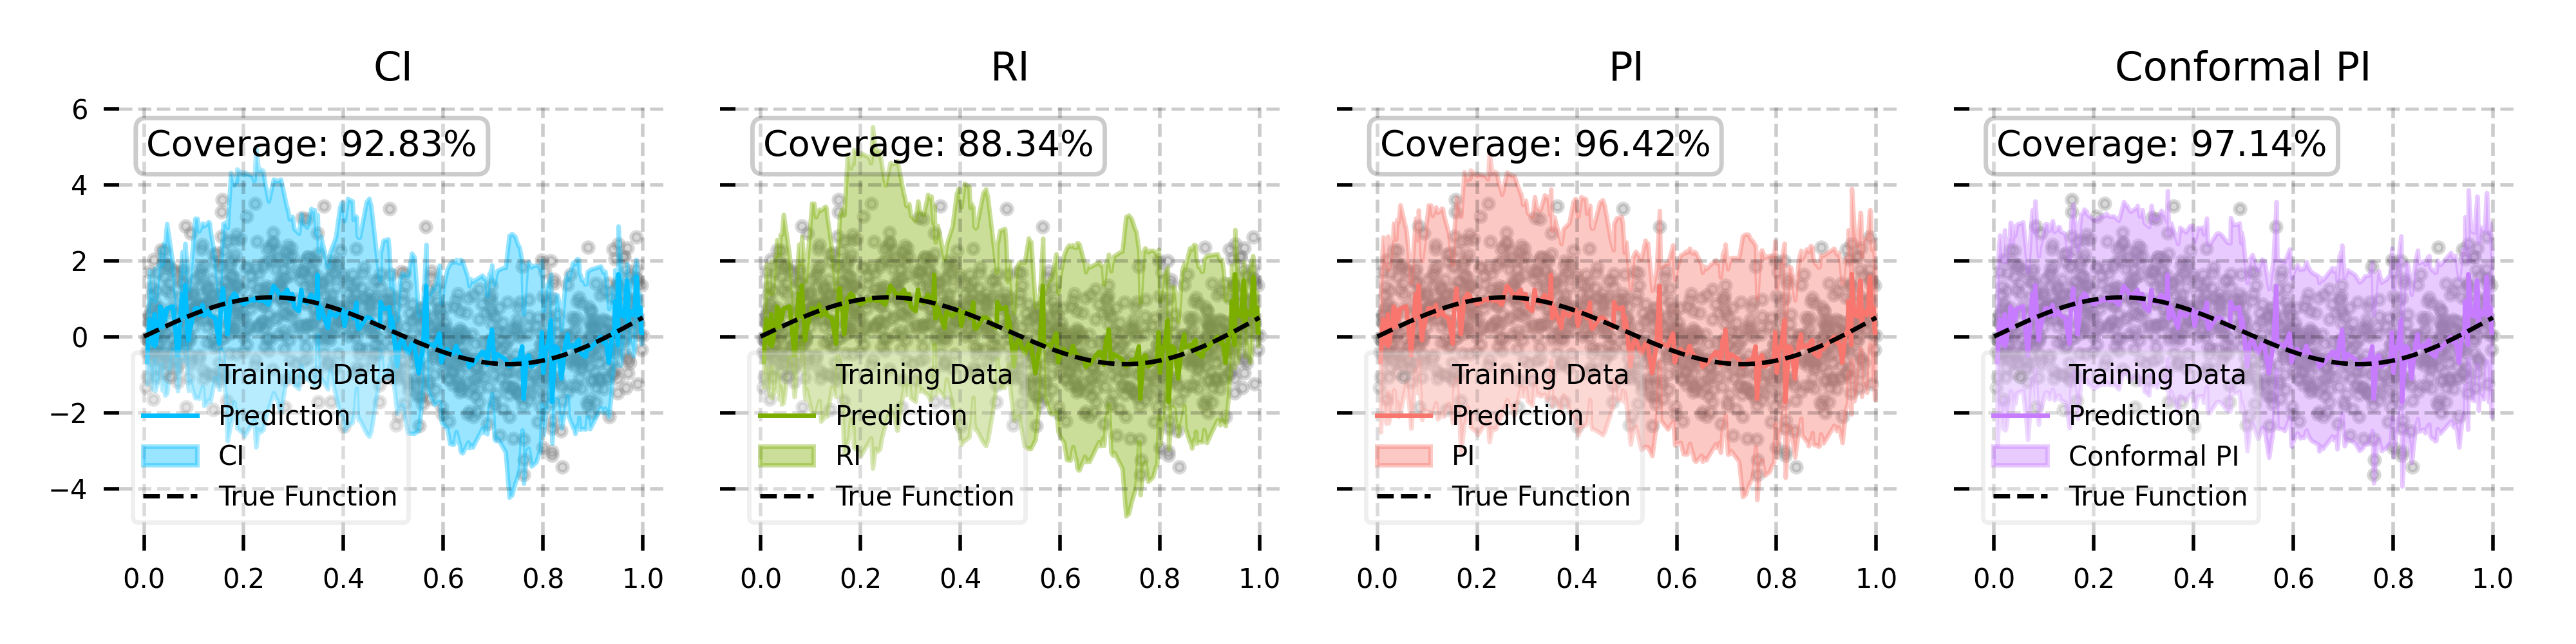 CI
RI
PI
Conformal PI
6
4
2
0
−2
−4
Coverage: 92.83%
Training Data
Prediction
CI
True Function
0.0 0.2 0.4 0.6 0.8 1.0
Coverage: 88.34%
Training Data
Prediction
RI
True Function
0.0 0.2 0.4 0.6 0.8 1.0
Coverage: 96.42%
Training Data
Prediction
PI
True Function
0.0 0.2 0.4 0.6 0.8 1.0
Coverage: 97.14%
Training Data
Prediction
Conformal PI
True Function
0.0 0.2 0.4 0.6 0.8 1.0